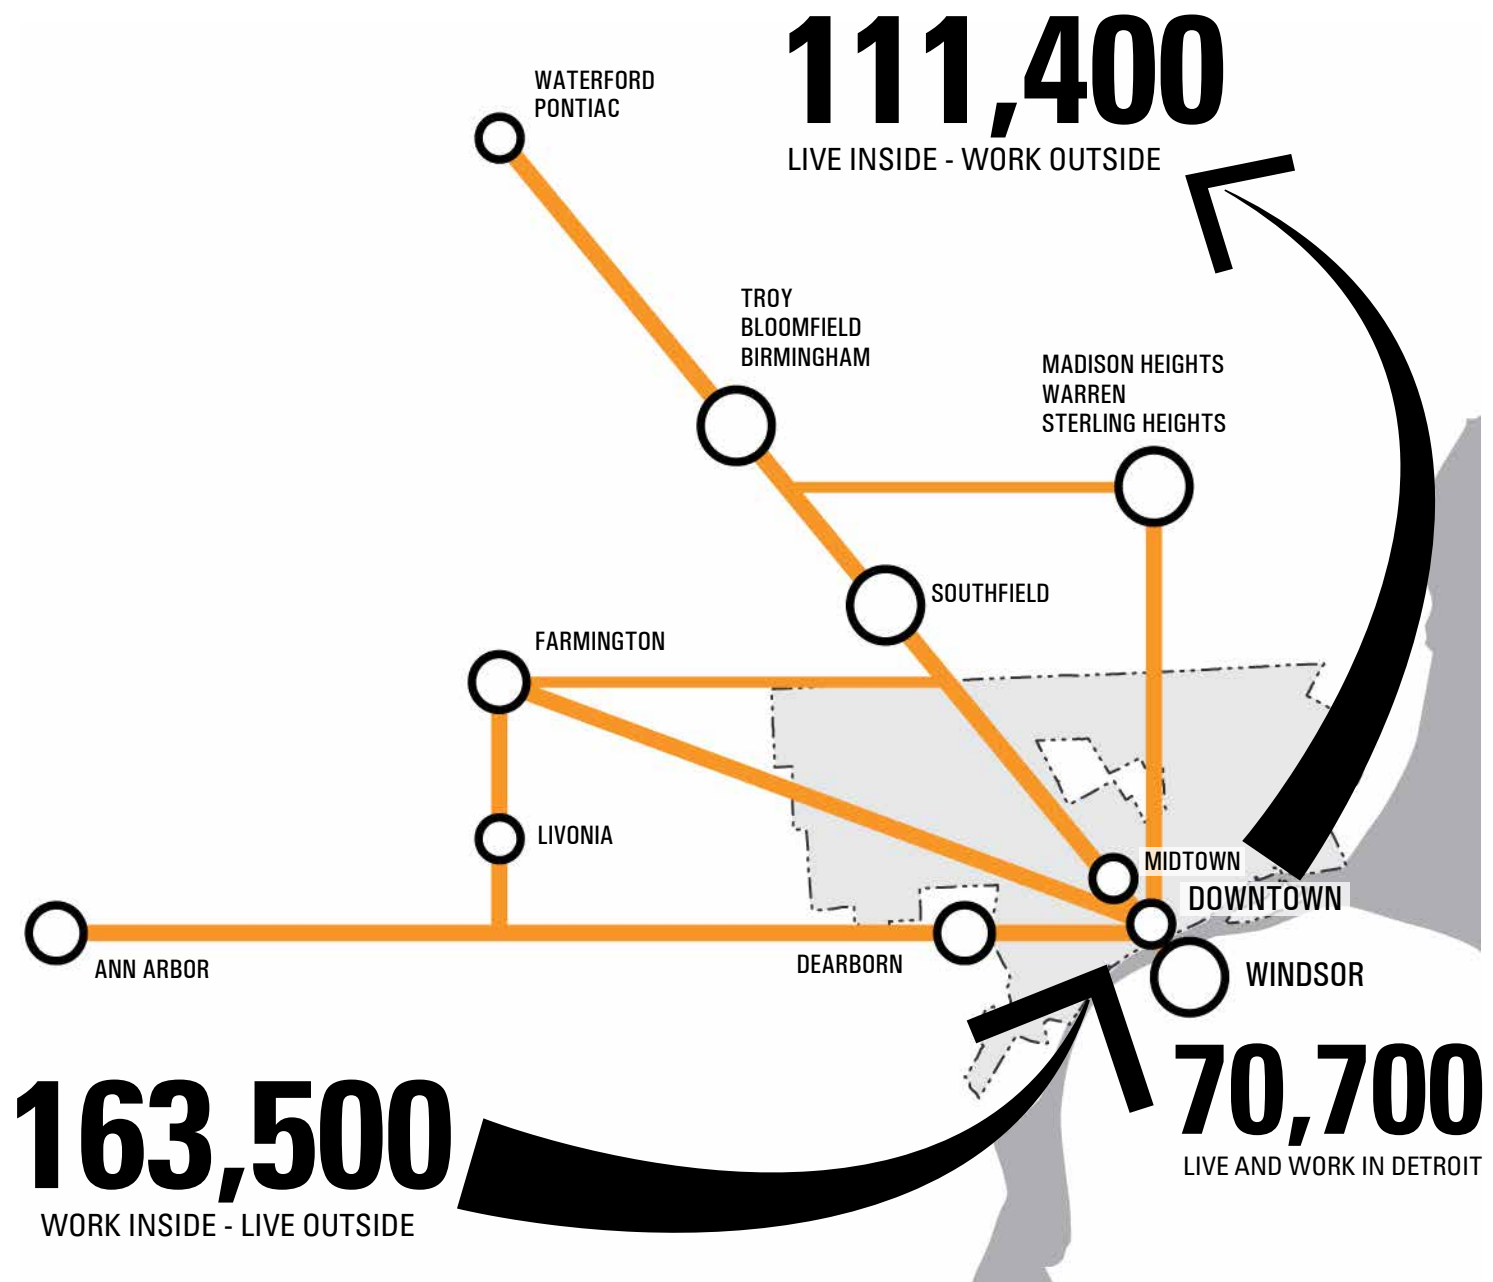 111,400
LIVE INSIDE - WORK OUTSIDE
WATERFORD
PONTIAC
TROY
BLOOMFIELD
BIRMINGHAM
MADISON HEIGHTS
WARREN
STERLING HEIGHTS
SOUTHFIELD
FARMINGTON
LIVONIA
MIDTOWN
DOWNTOWN
ANN ARBOR
DEARBORN
WINDSOR
163,500
WORK INSIDE - LIVE OUTSIDE
70,700
LIVE AND WORK IN DETROIT